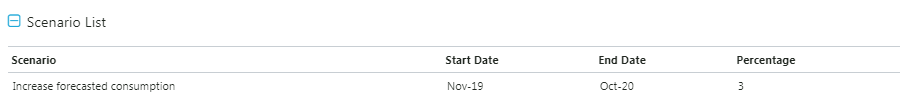 Scenario List
Scenario Start Date End Date Percentage
Increase forecasted consumption Nov-19 Oct-20 3